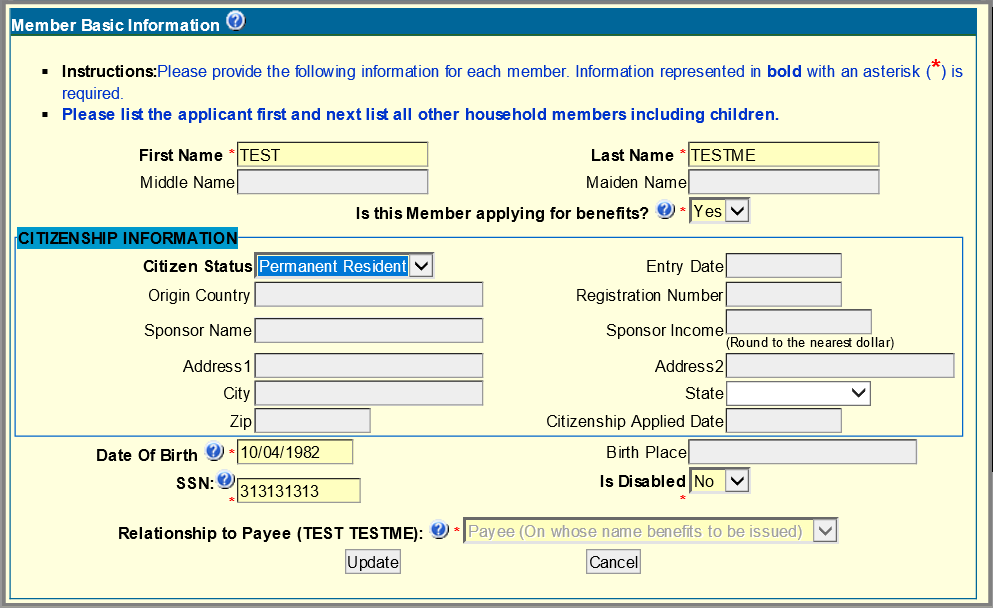 Member Basic Information ?
▪ Instructions:Please provide the following information for each member. Information represented in bold with an asterisk (*) is
required.
▪ Please list the applicant first and next list all other household members including children.
First Name * TEST Last Name * TESTME
Middle Name Maiden Name
Is this Member applying for benefits? ? * Yes
CITIZENSHIP INFORMATION
Citizen Status Permanent Resident Entry Date
Origin Country Registration Number
Sponsor Name Sponsor Income
(Round to the nearest dollar)
Address1 Address2
City State
Zip Citizenship Applied Date
Date Of Birth ? * 10/04/1982 Birth Place
SSN: ? * 313131313 Is Disabled * No
Relationship to Payee (TEST TESTME): ? * Payee (On whose name benefits to be issued)
Update Cancel